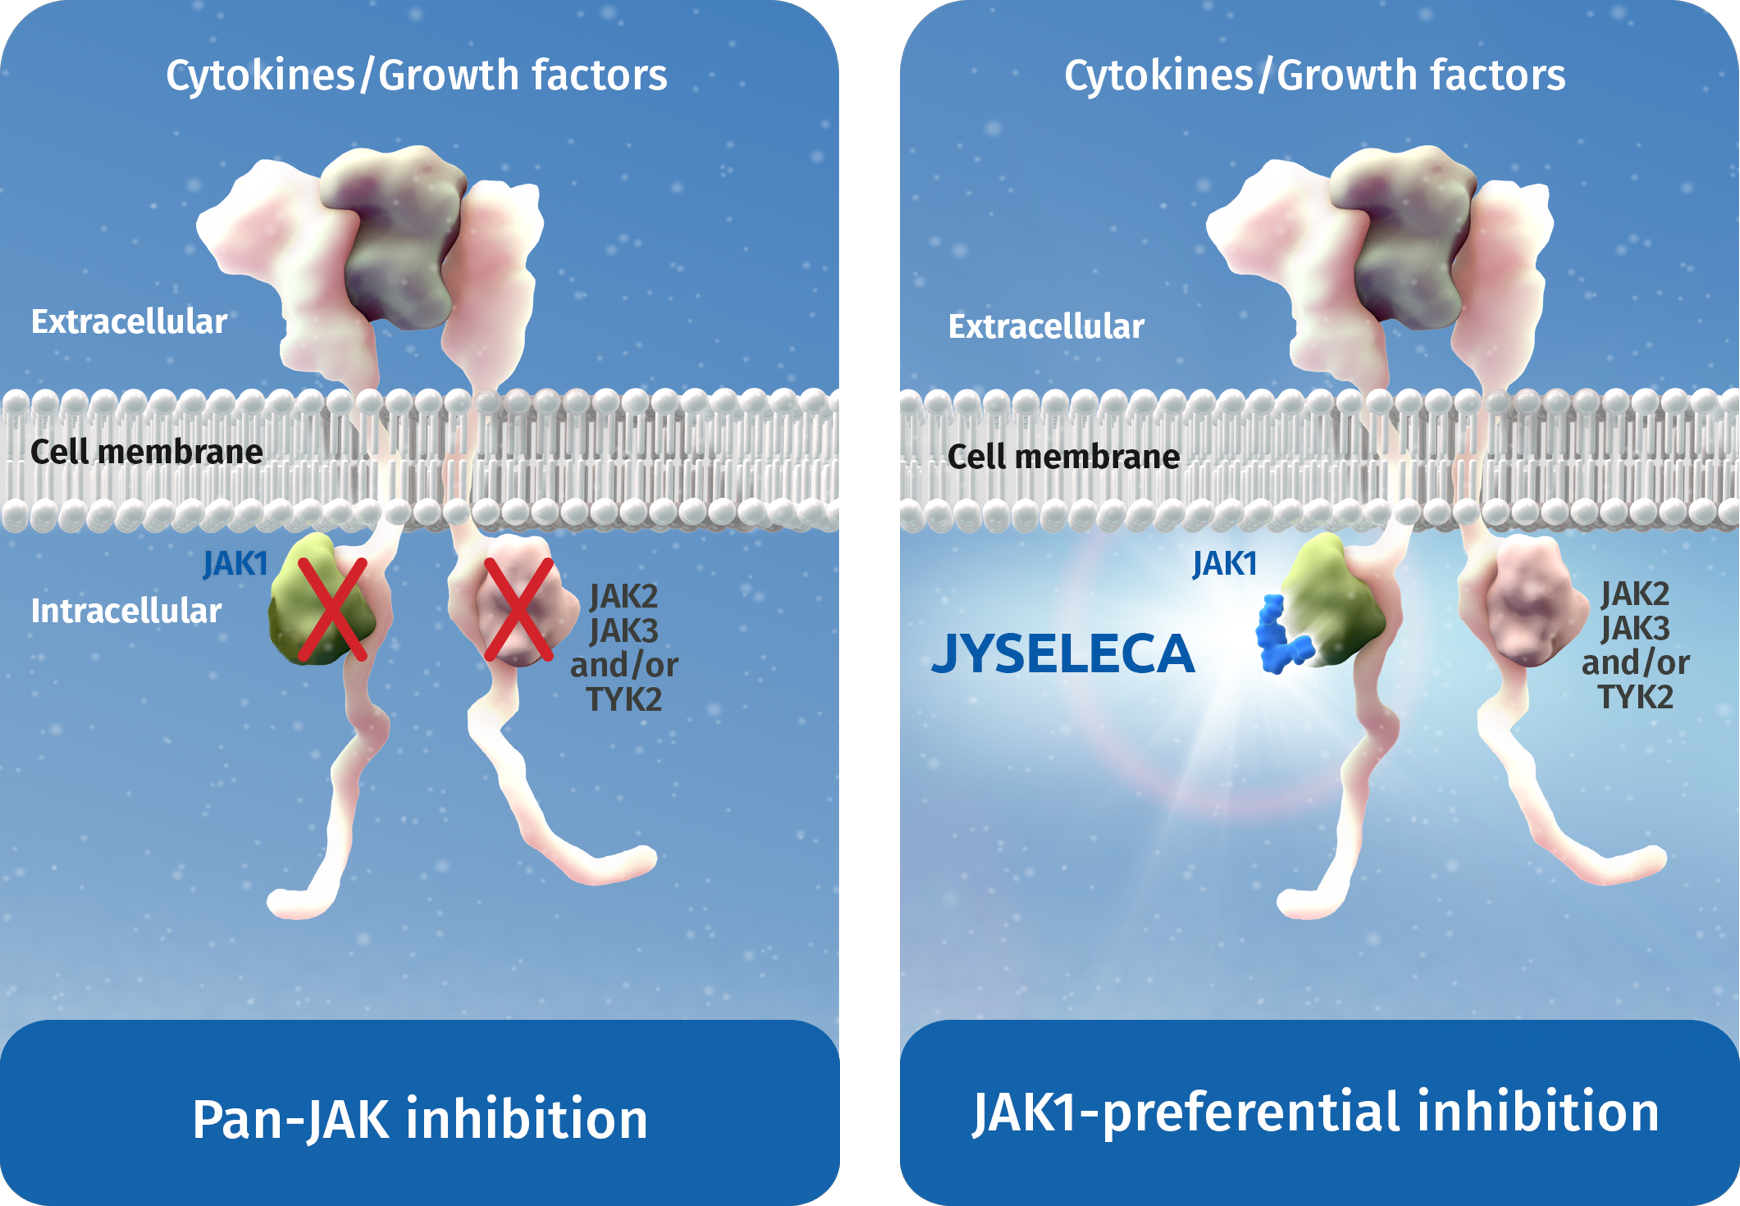 Cytokines/Growth factors
Extracellular
Cell membrane
JAK1
Intracellular
JAK2
JAK3
and/or
TYK2
Pan-JAK inhibition
Cytokines/Growth factors
Extracellular
Cell membrane
JAK1
JYSELECA
JAK2
JAK3
and/or
TYK2
JAK1-preferential inhibition